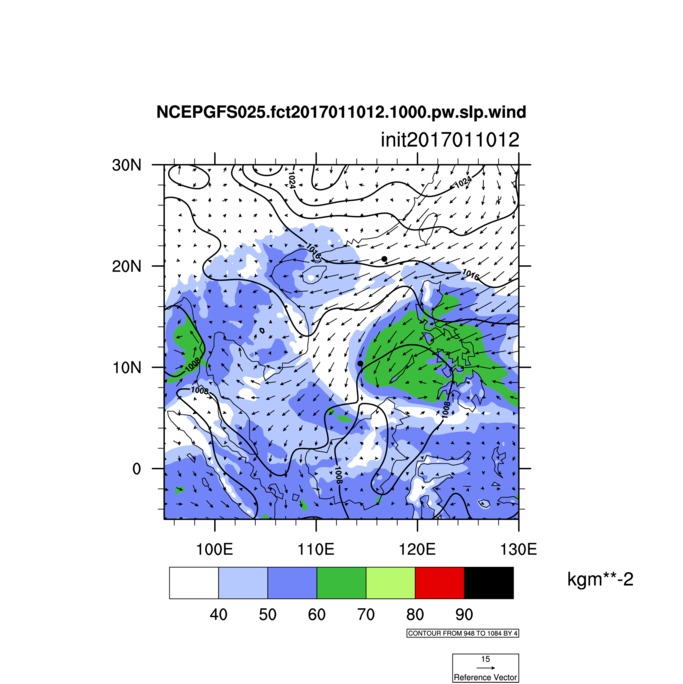 NCEPGFS025.fct2017011012.1000.pw.slp.wind
init2017011012
30N
20N
10N
0
100E 110E 120E 130E
1024
1024
1016
1016
0
1008
1008
1008
1008
kgm**-2
40 50 60 70 80 90
CONTOUR FROM 948 TO 1084 BY 4
15
Reference Vector